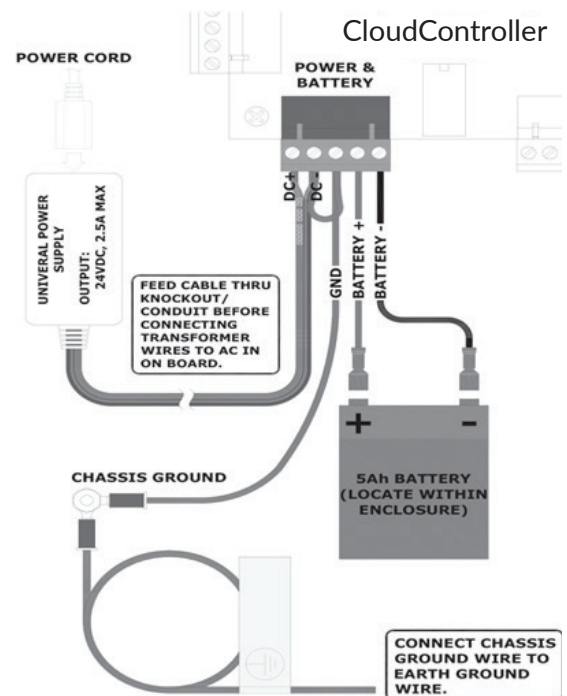 CloudController
POWER CORD
POWER &
BATTERY
DC+
DC-
GND
BATTERY +
BATTERY -
UNIVERAL POWER
SUPPLY
OUTPUT:
24VDC, 2.5A MAX
FEED CABLE THRU
KNOCKOUT/
CONDUIT BEFORE
CONNECTING
TRANSFORMER
WIRES TO AC IN
ON BOARD.
+ -
5Ah BATTERY
(LOCATE WITHIN
ENCLOSURE)
CHASSIS GROUND
CONNECT CHASSIS
GROUND WIRE TO
EARTH GROUND
WIRE.